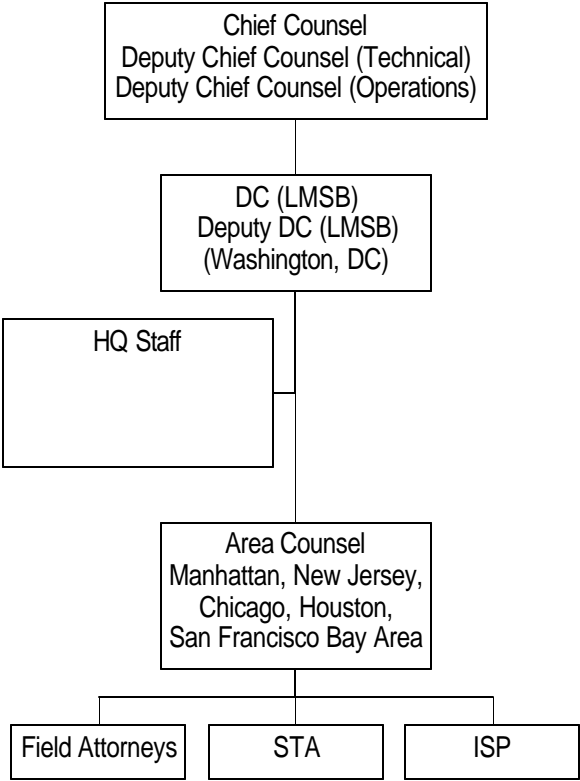 Chief Counsel
Deputy Chief Counsel (Technical)
Deputy Chief Counsel (Operations)
DC (LMSB)
Deputy DC (LMSB)
(Washington, DC)
HQ Staff
Area Counsel
Manhattan, New Jersey,
Chicago, Houston,
San Francisco Bay Area
Field Attorneys
STA
ISP